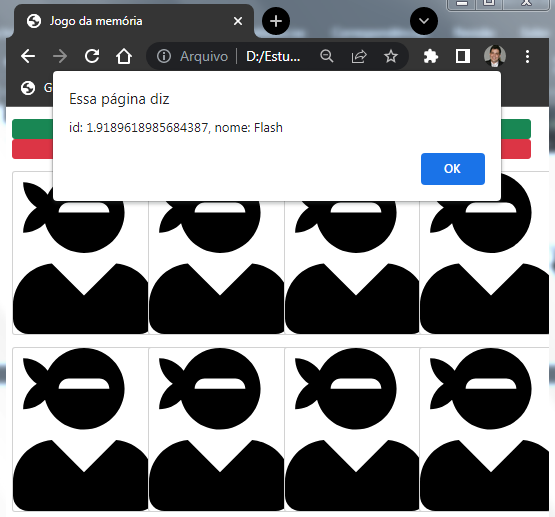 Jogo da memória
Arquivo
D:/Estu...
G
Essa página diz
id: 1.9189618985684387, nome: Flash
OK